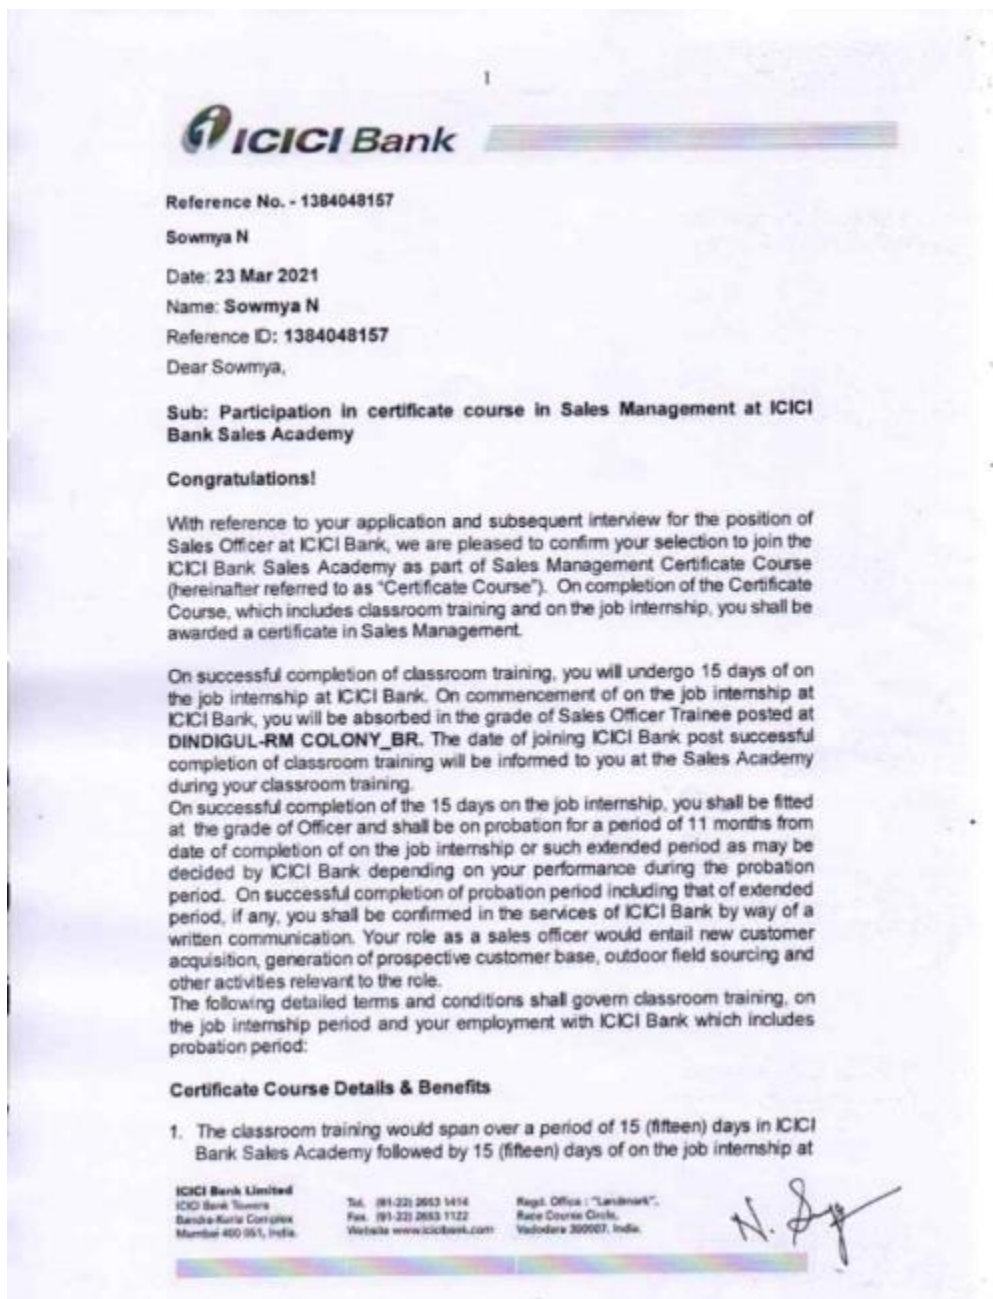 1
ICICI Bank
Reference No. - 1384048157
Sowmya N
Date: 23 Mar 2021
Name: Sowmya N
Reference ID: 1384048157
Dear Sowmya,
Sub: Participation in certificate course in Sales Management at ICICI
Bank Sales Academy
Congratulations!
With reference to your application and subsequent interview for the position of
Sales Officer at ICICI Bank, we are pleased to confirm your selection to join the
ICICI Bank Sales Academy as part of Sales Management Certificate Course
(hereinafter referred to as "Certificate Course"). On completion of the Certificate
Course, which includes classroom training and on the job internship, you shall be
awarded a certificate in Sales Management.
On successful completion of classroom training, you will undergo 15 days of on
the job internship at ICICI Bank. On commencement of on the job internship at
ICICI Bank, you will be absorbed in the grade of Sales Officer Trainee posted at
DINDIGUL-RM COLONY_BR. The date of joining ICICI Bank post successful
completion of classroom training will be informed to you at the Sales Academy
during your classroom training.
On successful completion of the 15 days on the job internship, you shall be fitted
at the grade of Officer and shall be on probation for a period of 11 months from
date of completion of on the job internship or such extended period as may be
decided by ICICI Bank depending on your performance during the probation
period. On successful completion of probation period including that of extended
period, if any, you shall be confirmed in the services of ICICI Bank by way of a
written communication. Your role as a sales officer would entail new customer
acquisition, generation of prospective customer base, outdoor field sourcing and
other activities relevant to the role.
The following detailed terms and conditions shall govern classroom training, on
the job internship period and your employment with ICICI Bank which includes
probation period:
Certificate Course Details & Benefits
1. The classroom training would span over a period of 15 (fifteen) days in ICICI
Bank Sales Academy followed by 15 (fifteen) days of on the job internship at
ICICI Bank Limited
ICICI Bank Towers
Bandra-Kurla Complex
Mumbai 400 051, India.
Tel. (91-22) 2653 1414
Fax. (91-22) 2653 1122
Website www.icicibank.com
Regd. Office : "Landmark",
Race Course Circle,
Vadodara 390007, India.
N.